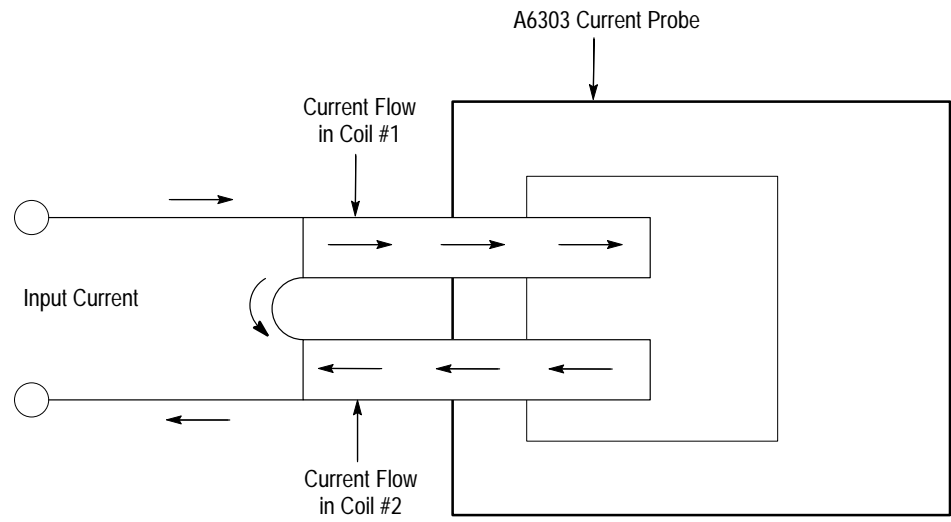 A6303 Current Probe
Current Flow
in Coil #1
Input Current
Current Flow
in Coil #2